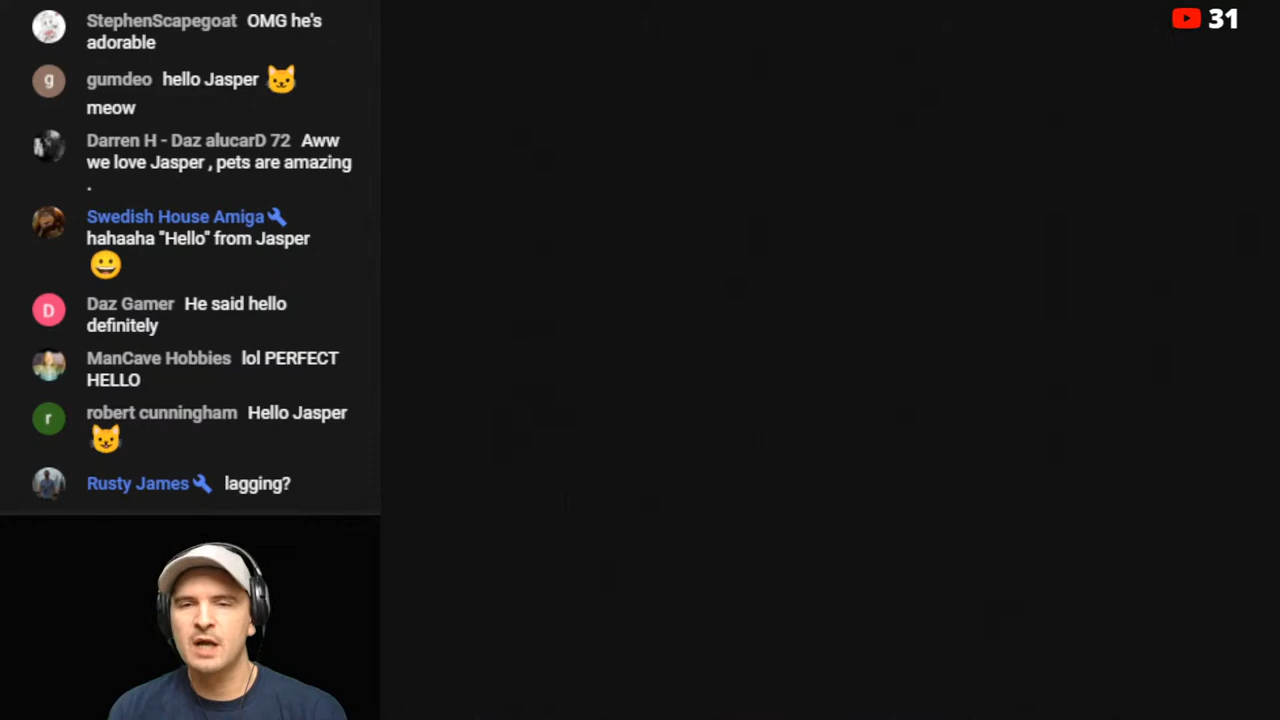 StephenScapegoat OMG he's
adorable
gumdeo hello Jasper 🐱
meow
Darren H - Daz alucarD 72 Aww
we love Jasper , pets are amazing
.
Swedish House Amiga
hahaaha "Hello" from Jasper
😀
Daz Gamer He said hello
definitely
ManCave Hobbies lol PERFECT
HELLO
robert cunningham Hello Jasper
😺
Rusty James lagging?
31
g
D
r